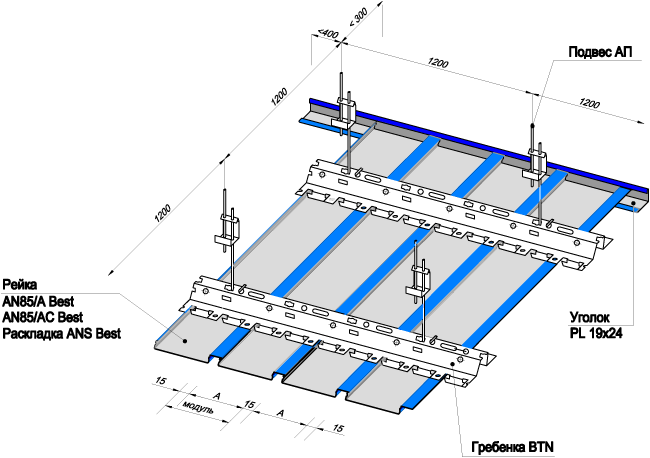 < 300
<400
1200
1200
1200
1200
Подвес АП
Рейка
AN85/A Best
AN85/AC Best
Раскладка ANS Best
Уголок
PL 19x24
15
A
15
A
15
модуль
Гребенка BTN